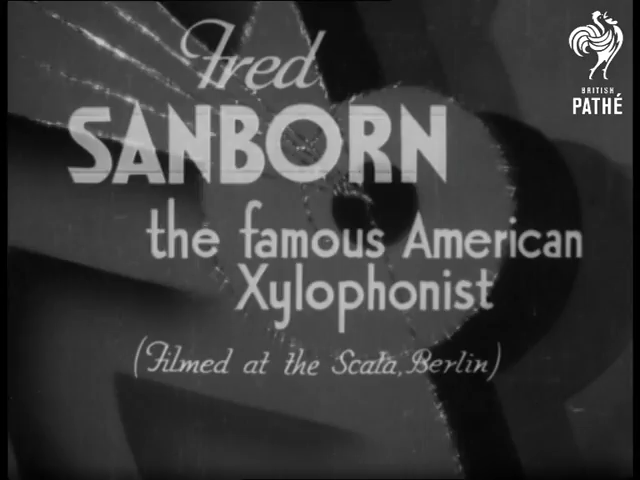 Fred
SANBORN
the famous American
Xylophonist
(Filmed at the Scala, Berlin)
BRITISH
PATHÉ